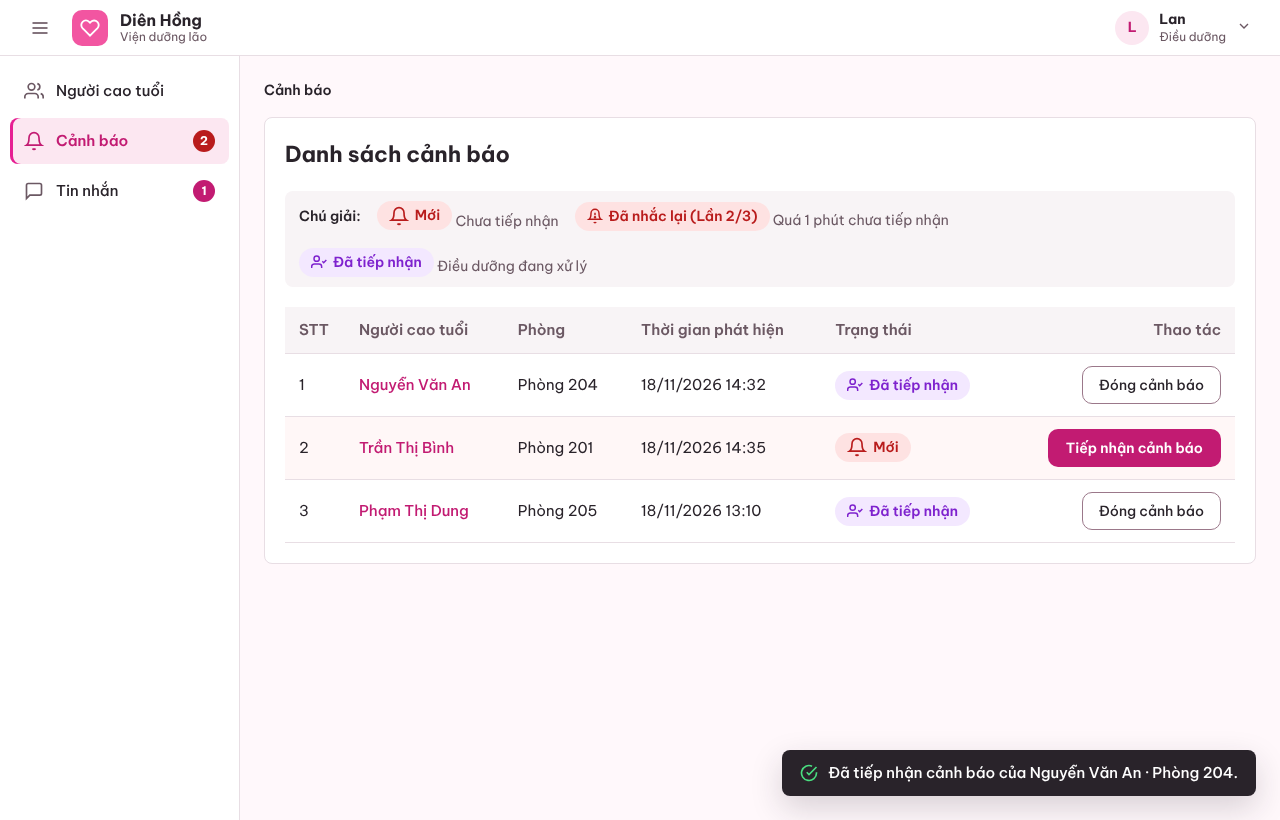 Diên Hồng
Viện dưỡng lão
L
Lan
Điều dưỡng
Người cao tuổi
Cảnh báo
2
Tin nhắn
1
Cảnh báo
Danh sách cảnh báo
Chú giải: Mới Chưa tiếp nhận Đã nhắc lại (Lần 2/3) Quá 1 phút chưa tiếp nhận
Đã tiếp nhận Điều dưỡng đang xử lý
STT Người cao tuổi Phòng Thời gian phát hiện Trạng thái Thao tác
1 Nguyễn Văn An Phòng 204 18/11/2026 14:32 Đã tiếp nhận Đóng cảnh báo
2 Trần Thị Bình Phòng 201 18/11/2026 14:35 Mới Tiếp nhận cảnh báo
3 Phạm Thị Dung Phòng 205 18/11/2026 13:10 Đã tiếp nhận Đóng cảnh báo
Đã tiếp nhận cảnh báo của Nguyễn Văn An · Phòng 204.